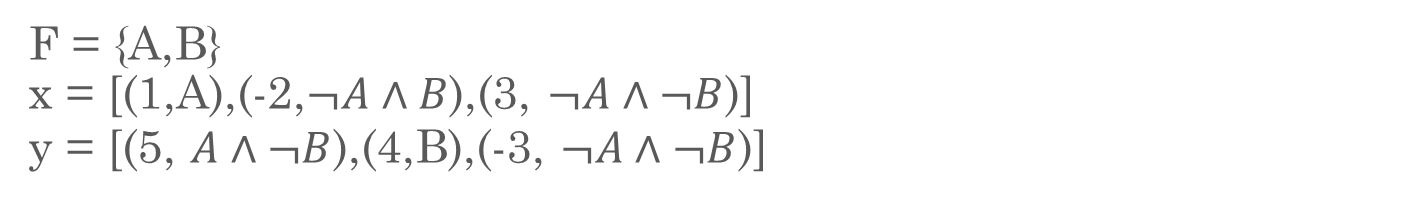 F = {A,B}
x = [(1,A),(-2,¬A ∧ B),(3, ¬A ∧ ¬B)]
y = [(5, A ∧ ¬B),(4,B),(-3, ¬A ∧ ¬B)]